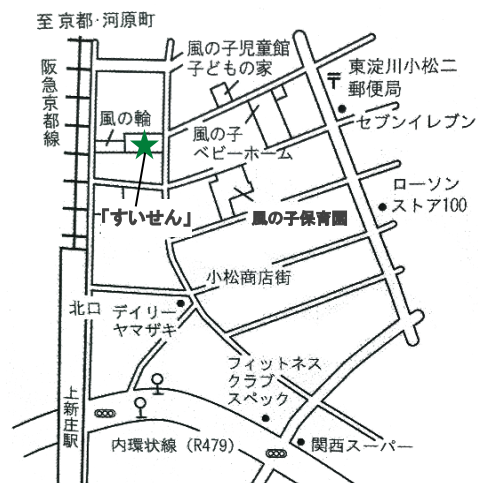 至 京都・河原町
阪急京都線
風の子児童館
子どもの家
東淀川小松二
郵便局
セブンイレブン
風の輪
風の子
ベビーホーム
ローソン
ストア100
「すいせん」
風の子保育園
小松商店街
北口
デイリー
ヤマザキ
フィットネス
クラブ
スペック
上新庄駅
内環状線（R479）
関西スーパー